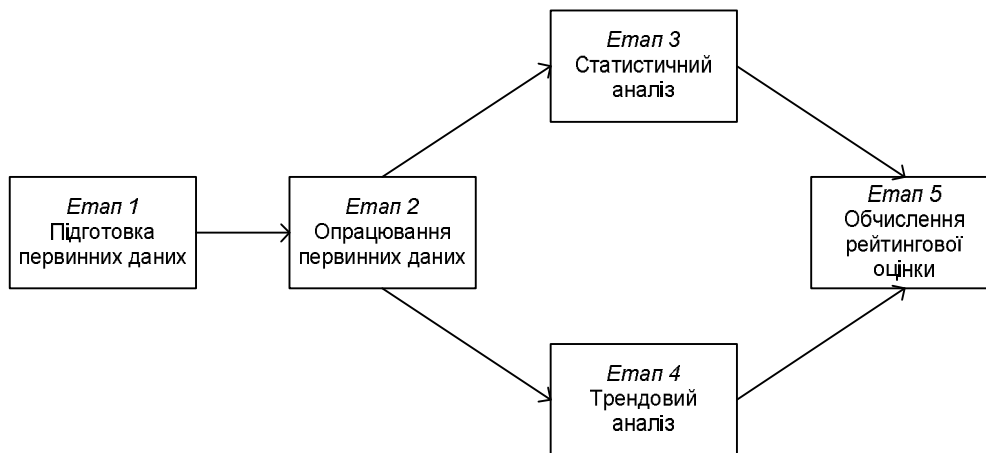 Етап 1
Підготовка
первинних даних
Етап 2
Опрацювання
первинних даних
Етап 3
Статистичний
аналіз
Етап 4
Трендовий
аналіз
Етап 5
Обчислення
рейтингової
оцінки